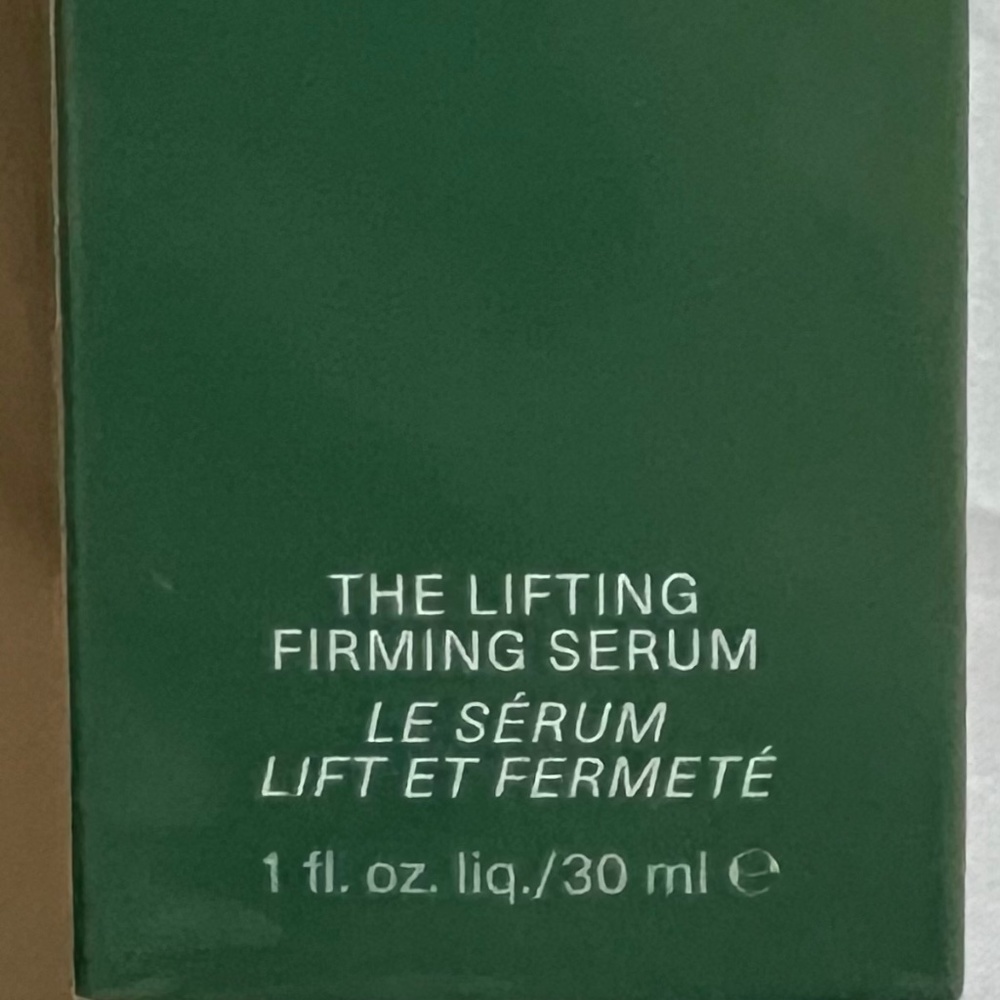 THE LIFTING
FIRMING SERUM
LE SÉRUM
LIFT ET FERMETÉ
1 fl. oz. liq./30 ml ℮